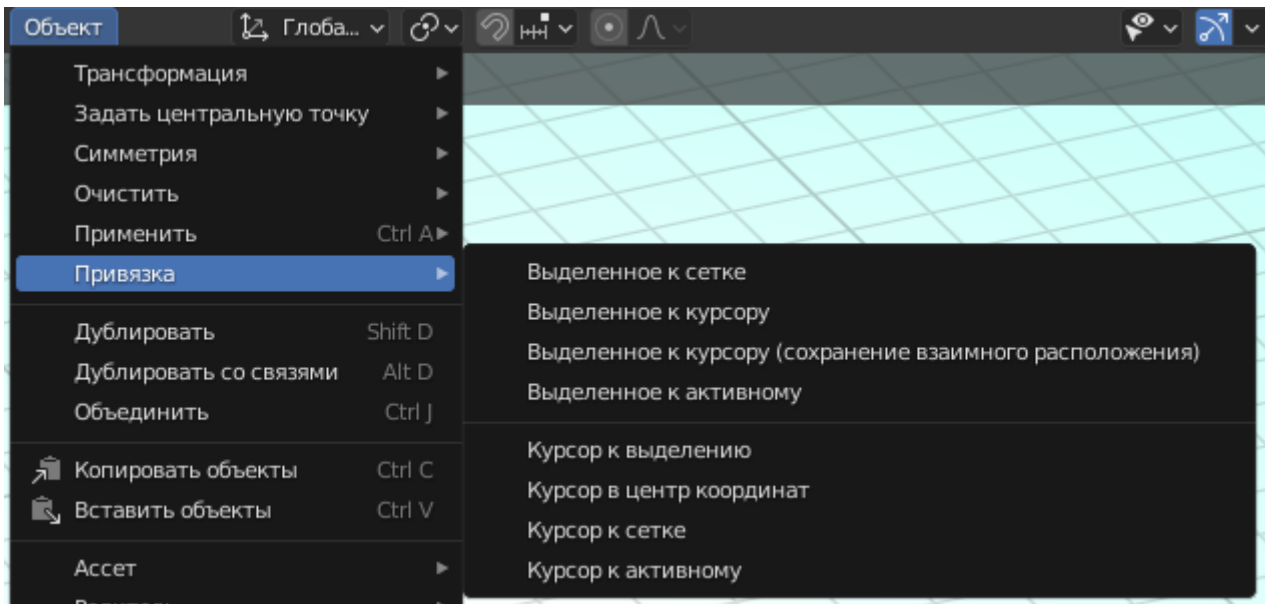 Объект Глоба...
Трансформация
Задать центральную точку
Симметрия
Очистить
Применить Ctrl A
Привязка
Дублировать Shift D
Дублировать со связями Alt D
Объединить Ctrl J
Копировать объекты Ctrl C
Вставить объекты Ctrl V
Ассет
Выделенное к сетке
Выделенное к курсору
Выделенное к курсору (сохранение взаимного расположения)
Выделенное к активному
Курсор к выделению
Курсор в центр координат
Курсор к сетке
Курсор к активному